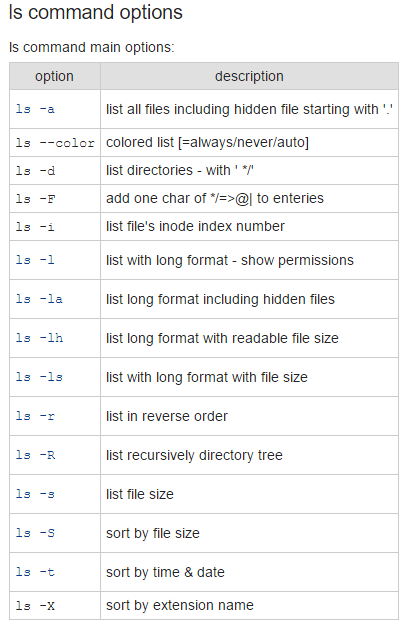 ls command options
ls command main options:
option description
ls -a list all files including hidden file starting with '.'
ls --color colored list [=always/never/auto]
ls -d list directories - with ' */'
ls -F add one char of */=>@| to enteries
ls -i list file's inode index number
ls -l list with long format - show permissions
ls -la list long format including hidden files
ls -lh list long format with readable file size
ls -ls list with long format with file size
ls -r list in reverse order
ls -R list recursively directory tree
ls -s list file size
ls -S sort by file size
ls -t sort by time & date
ls -X sort by extension name